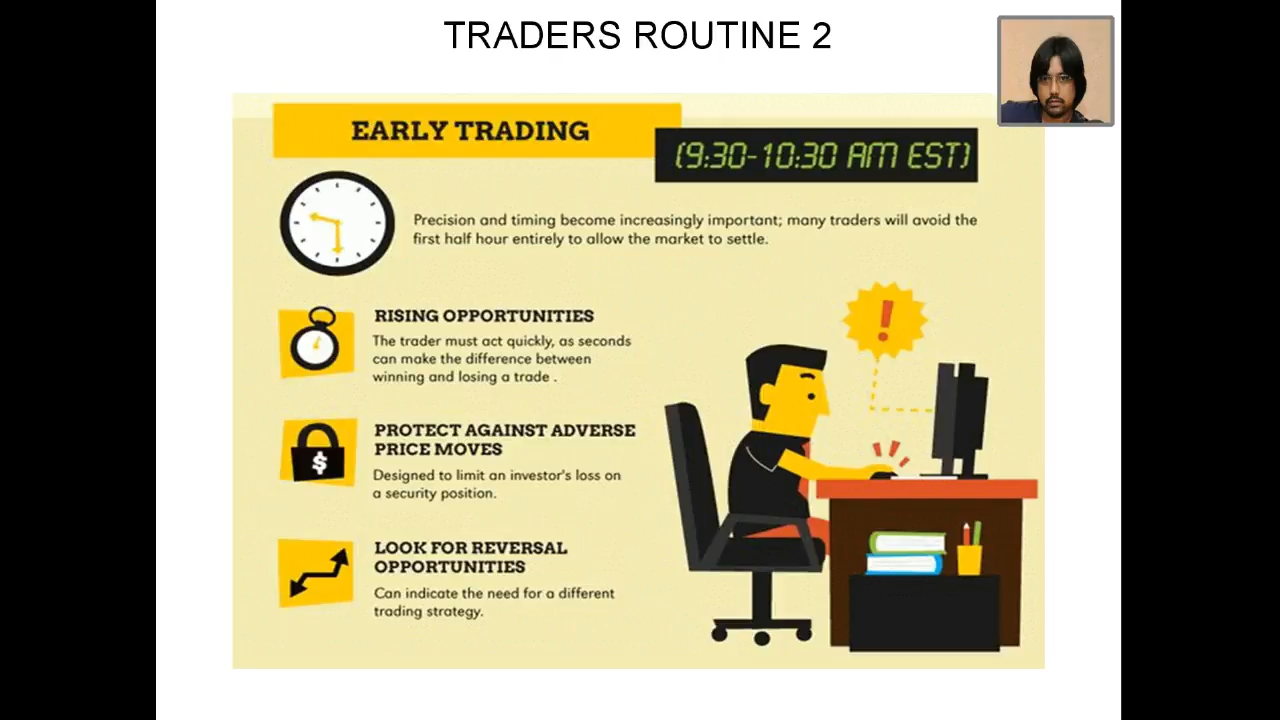 TRADERS ROUTINE 2
EARLY TRADING
(9:30-10:30 AM EST)
Precision and timing become increasingly important; many traders will avoid the
first half hour entirely to allow the market to settle.
RISING OPPORTUNITIES
The trader must act quickly, as seconds
can make the difference between
winning and losing a trade .
PROTECT AGAINST ADVERSE
PRICE MOVES
$
Designed to limit an investor's loss on
a security position.
LOOK FOR REVERSAL
OPPORTUNITIES
Can indicate the need for a different
trading strategy.
!